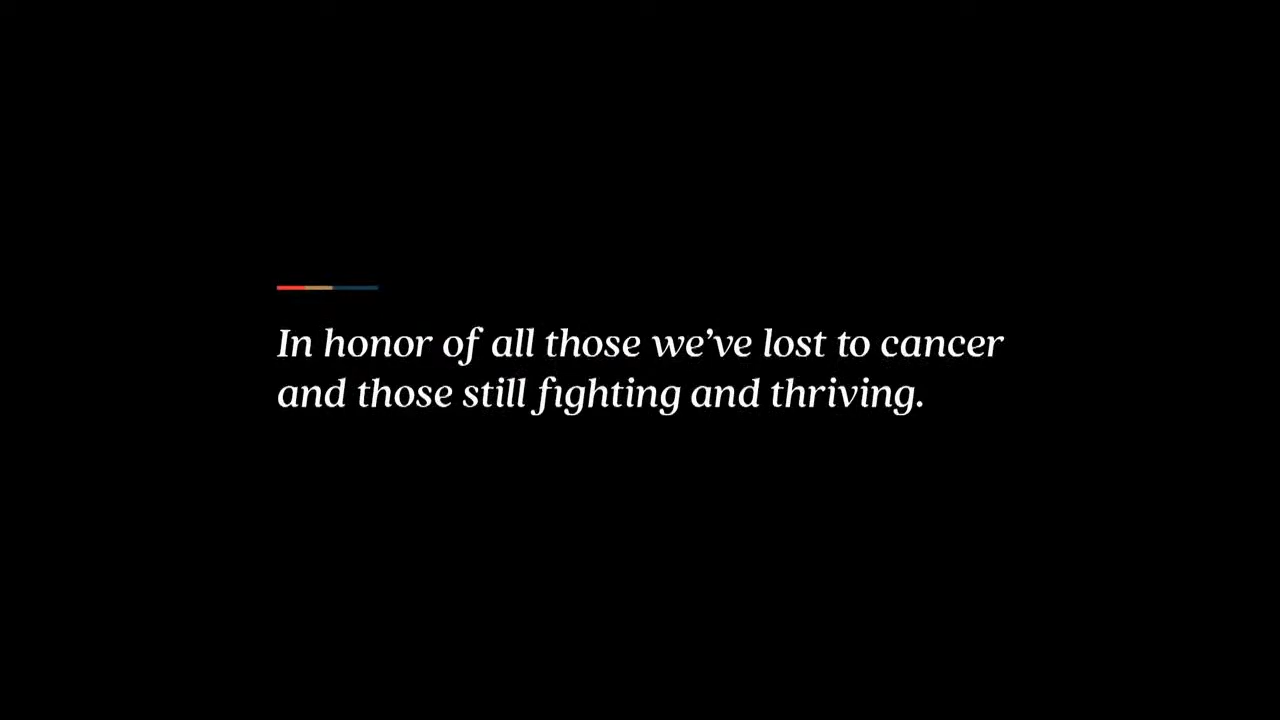 In honor of all those we’ve lost to cancer
and those still fighting and thriving.